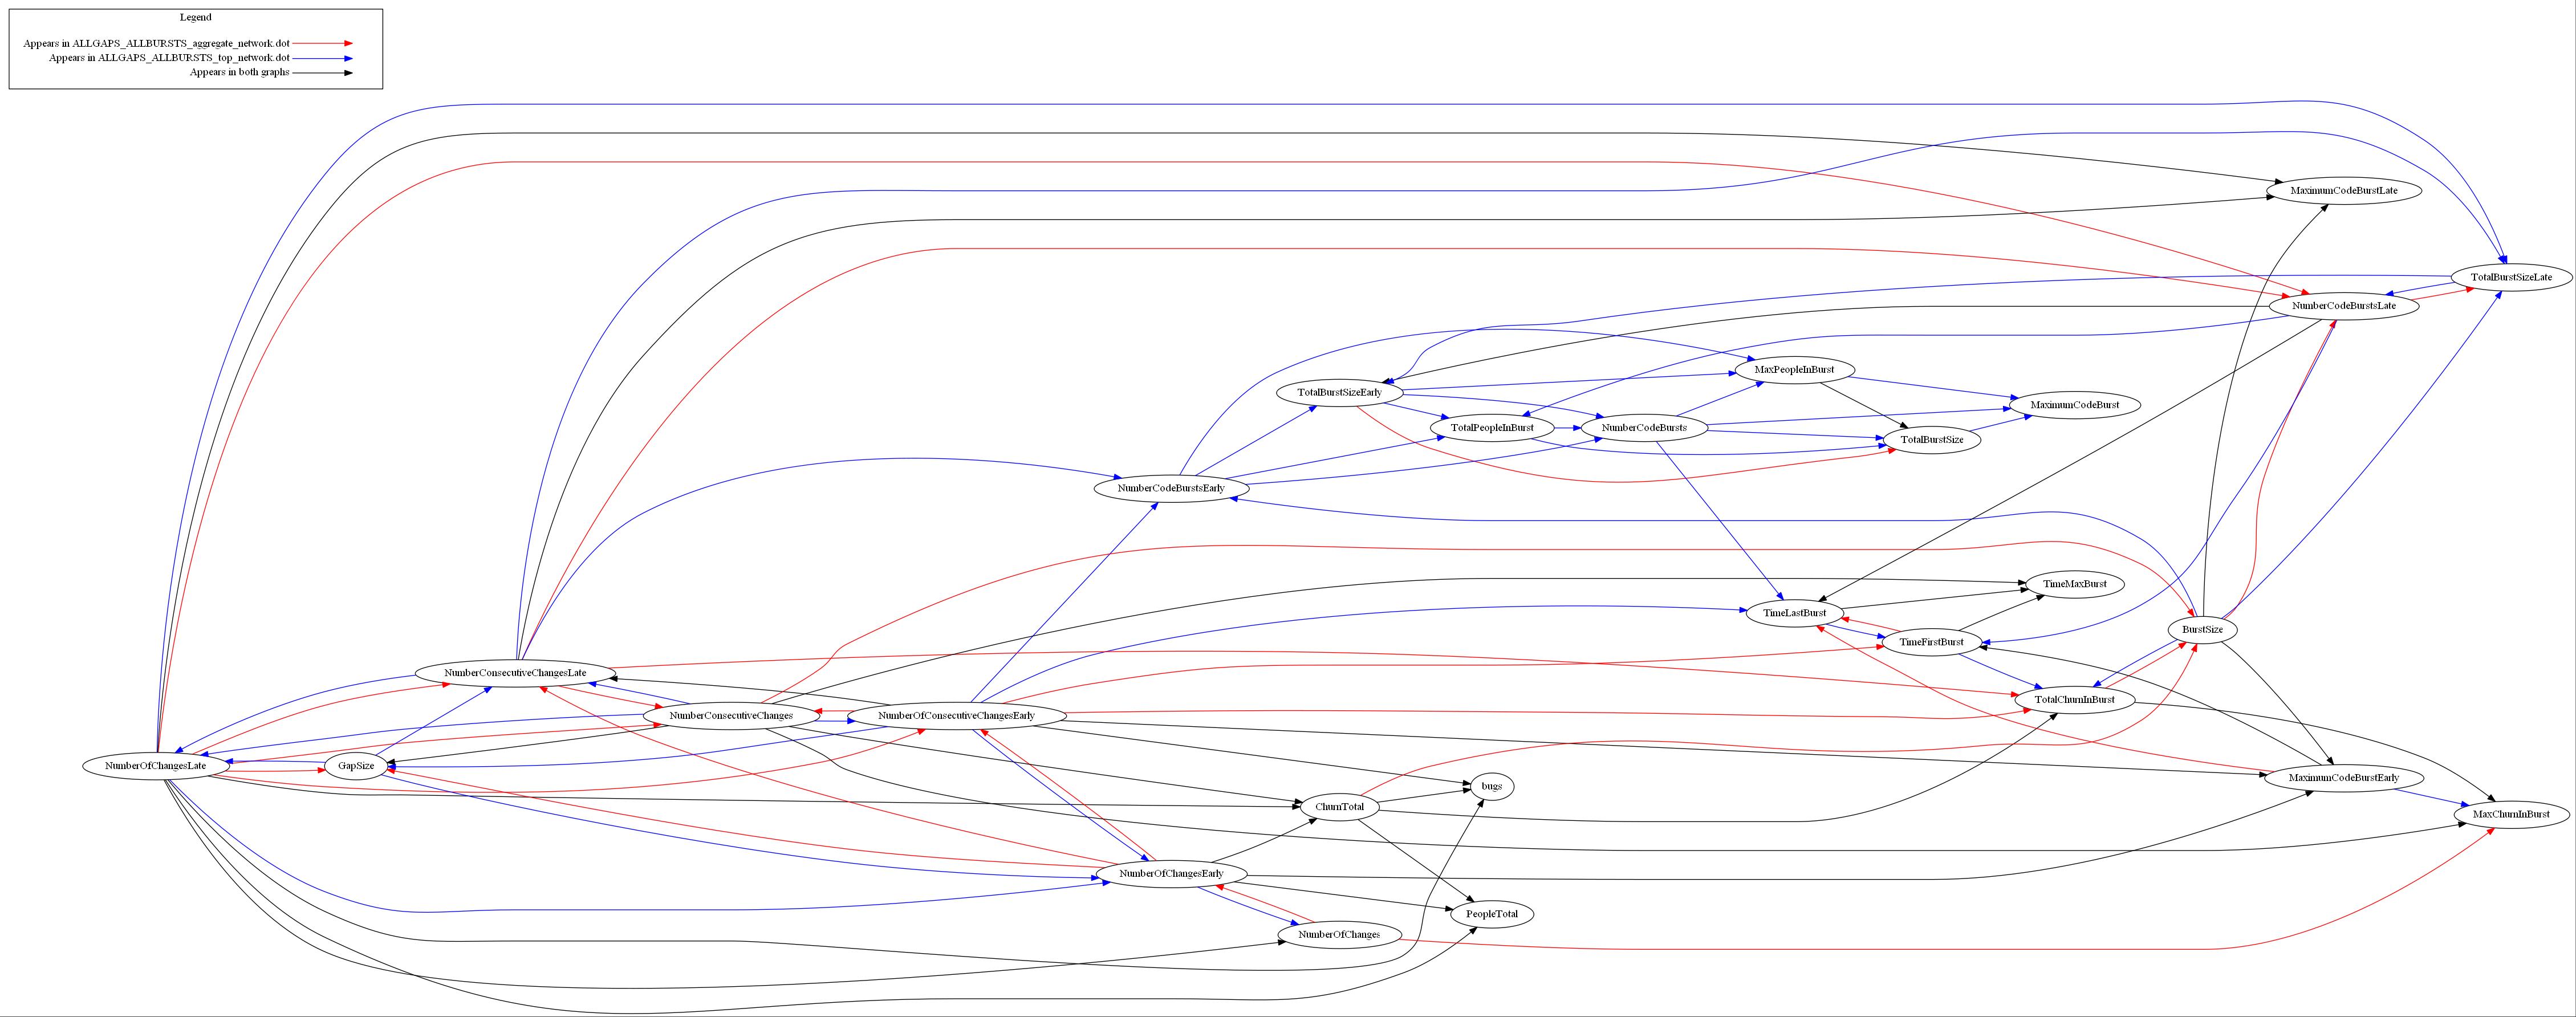 Legend
Appears in ALLGAPS_ALLBURSTS_aggregate_network.dot
Appears in ALLGAPS_ALLBURSTS_top_network.dot
Appears in both graphs
MaximumCodeBurstLate
TotalBurstSizeLate
NumberCodeBurstsLate
MaxPeopleInBurst
TotalBurstSizeEarly
MaximumCodeBurst
TotalPeopleInBurst
NumberCodeBursts
TotalBurstSize
NumberCodeBurstsEarly
TimeMaxBurst
TimeLastBurst
BurstSize
TimeFirstBurst
NumberConsecutiveChangesLate
TotalChurnInBurst
NumberConsecutiveChanges
NumberOfConsecutiveChangesEarly
NumberOfChangesLate
GapSize
MaximumCodeBurstEarly
bugs
ChurnTotal
MaxChurnInBurst
NumberOfChangesEarly
PeopleTotal
NumberOfChanges